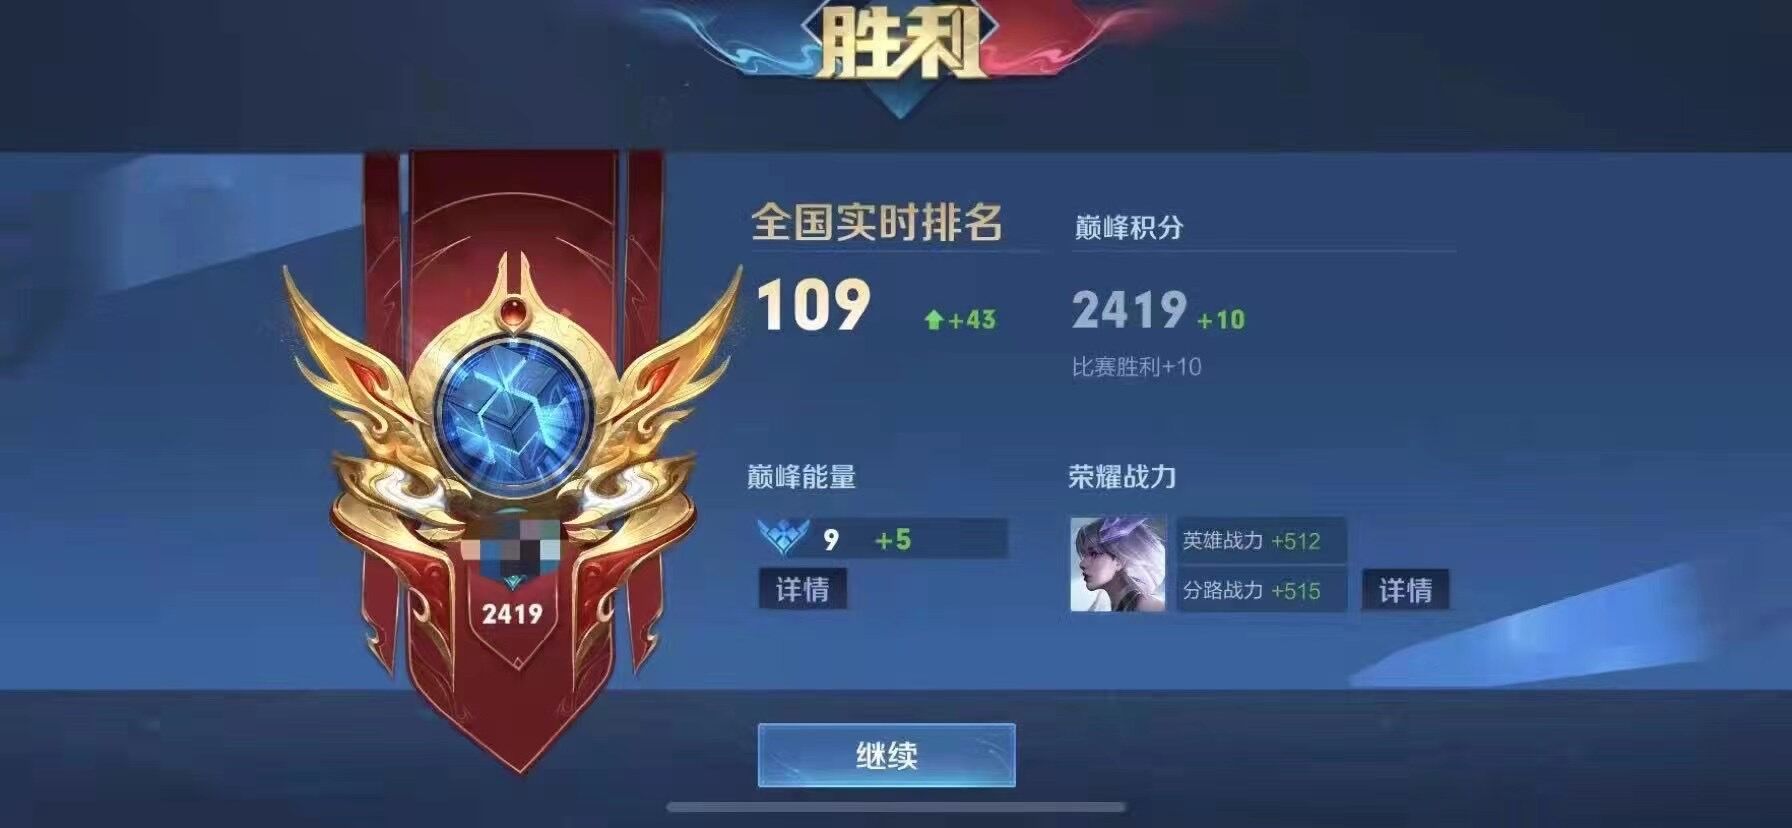 胜利
全国实时排名
109 +43
巅峰积分
2419 +10
比赛胜利+10
巅峰能量
9 +5
详情
荣耀战力
英雄战力 +512
分路战力 +515
详情
2419
继续